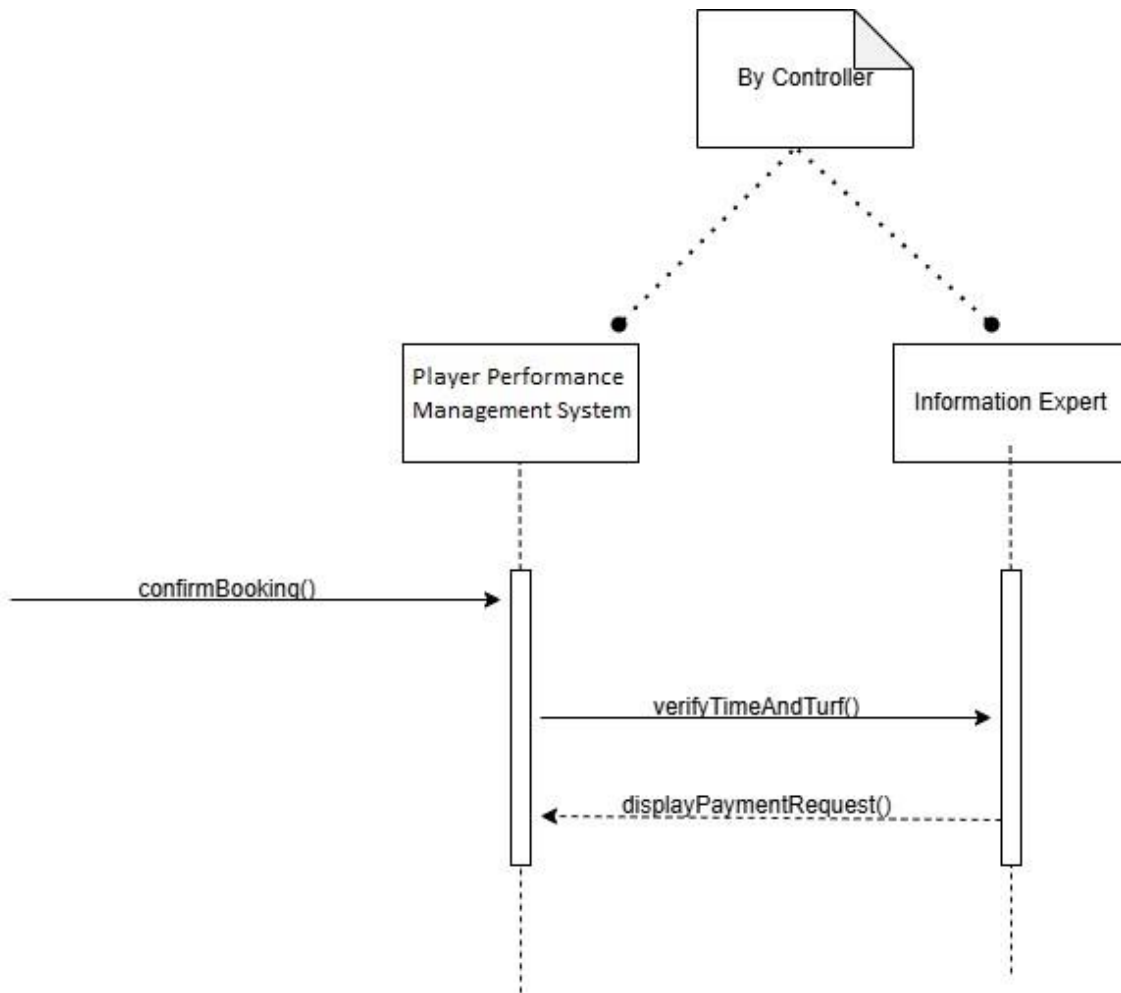 By Controller
Player Performance
Management System
Information Expert
confirmBooking()
verifyTimeAndTurf()
displayPaymentRequest()